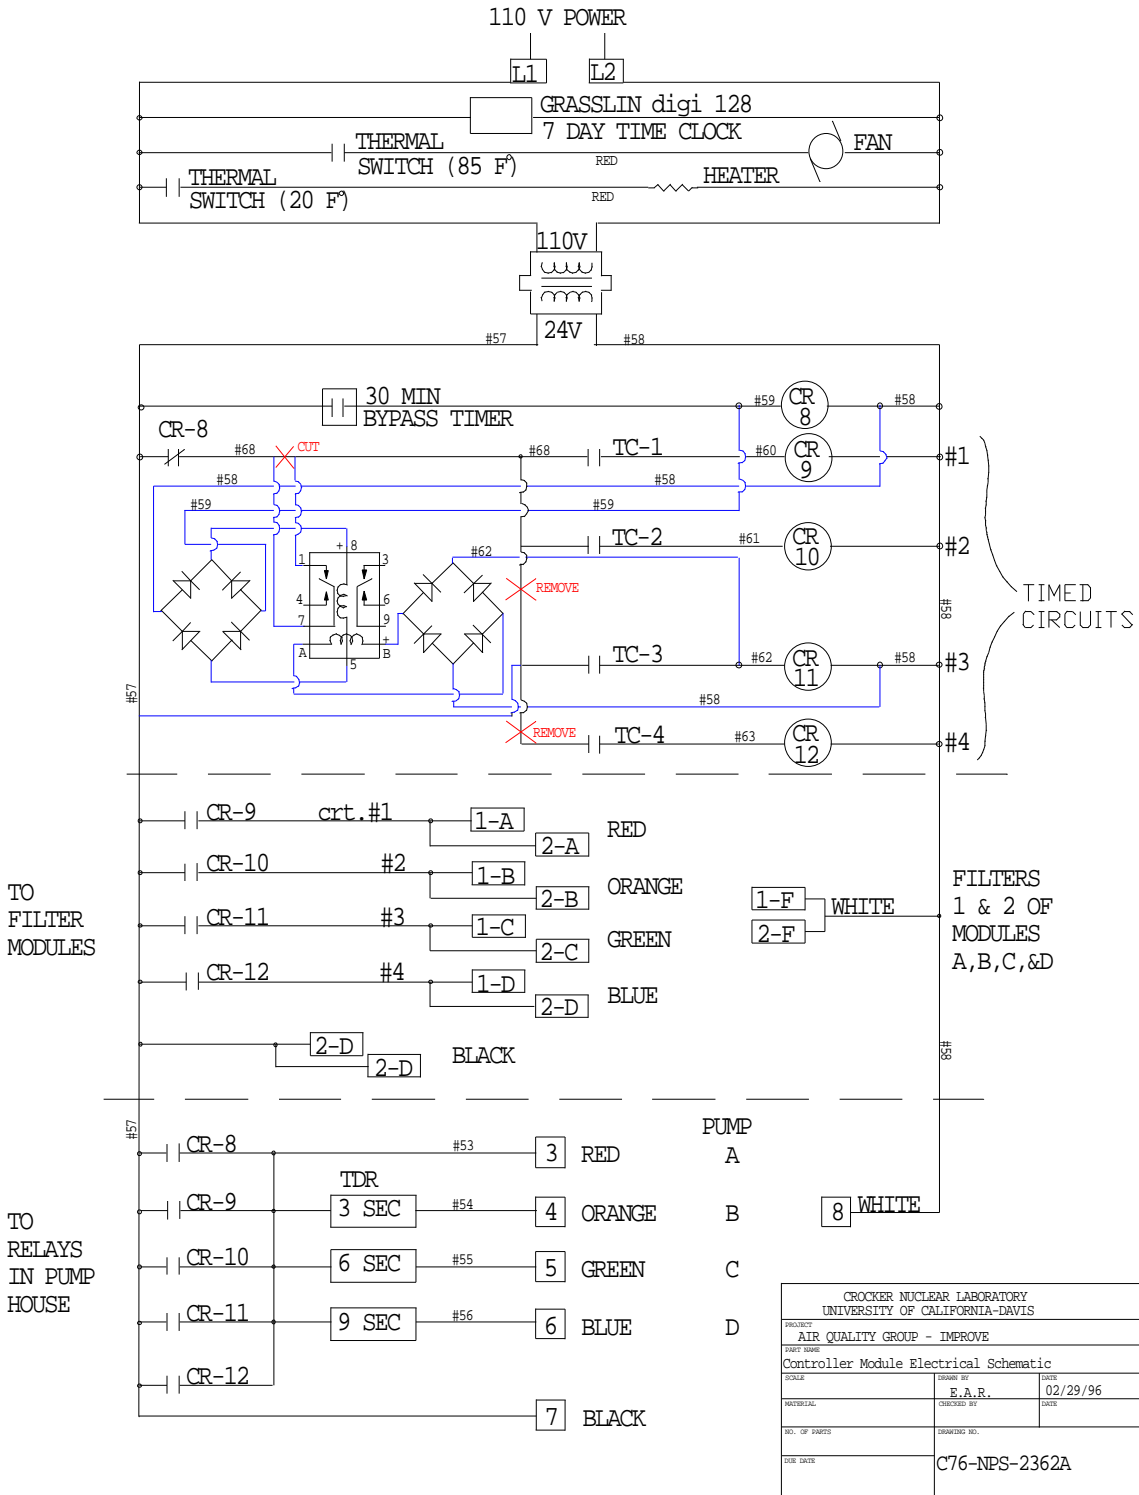 110 V POWER
L1 L2
GRASSLIN digi 128
7 DAY TIME CLOCK
THERMAL
SWITCH (85 F°)
RED
FAN
THERMAL
SWITCH (20 F°)
RED
HEATER
110V
24V
#57
#58
30 MIN
BYPASS TIMER
#59
CR
8
#58
CR-8
#68
CUT
#68
TC-1
#60
CR
9
#1
#58
#58
#59
#59
TC-2
#61
CR
10
#2
+ 8
1
3
4
6
7
9
+
A
B
5
#62
REMOVE
TIMED
CIRCUITS
#58
TC-3
#62
CR
11
#58
#3
#57
#58
REMOVE
TC-4
#63
CR
12
#4
CR-9 crt.#1 1-A
2-A
RED
CR-10 #2 1-B
2-B
ORANGE
CR-11 #3 1-C
2-C
GREEN
CR-12 #4 1-D
2-D
BLUE
TO
FILTER
MODULES
1-F
2-F
WHITE
FILTERS
1 & 2 OF
MODULES
A,B,C,&D
2-D
2-D
BLACK
#58
#57
PUMP
CR-8 #53 3 RED A
TDR
CR-9 3 SEC #54 4 ORANGE B
8 WHITE
CR-10 6 SEC #55 5 GREEN C
CR-11 9 SEC #56 6 BLUE D
CR-12
7 BLACK
TO
RELAYS
IN PUMP
HOUSE
CROCKER NUCLEAR LABORATORY
UNIVERSITY OF CALIFORNIA-DAVIS
PROJECT
AIR QUALITY GROUP - IMPROVE
PART NAME
Controller Module Electrical Schematic
SCALE
DRAWN BY
E.A.R.
DATE
02/29/96
MATERIAL
CHECKED BY
DATE
NO. OF PARTS
DRAWING NO.
C76-NPS-2362A
DUE DATE